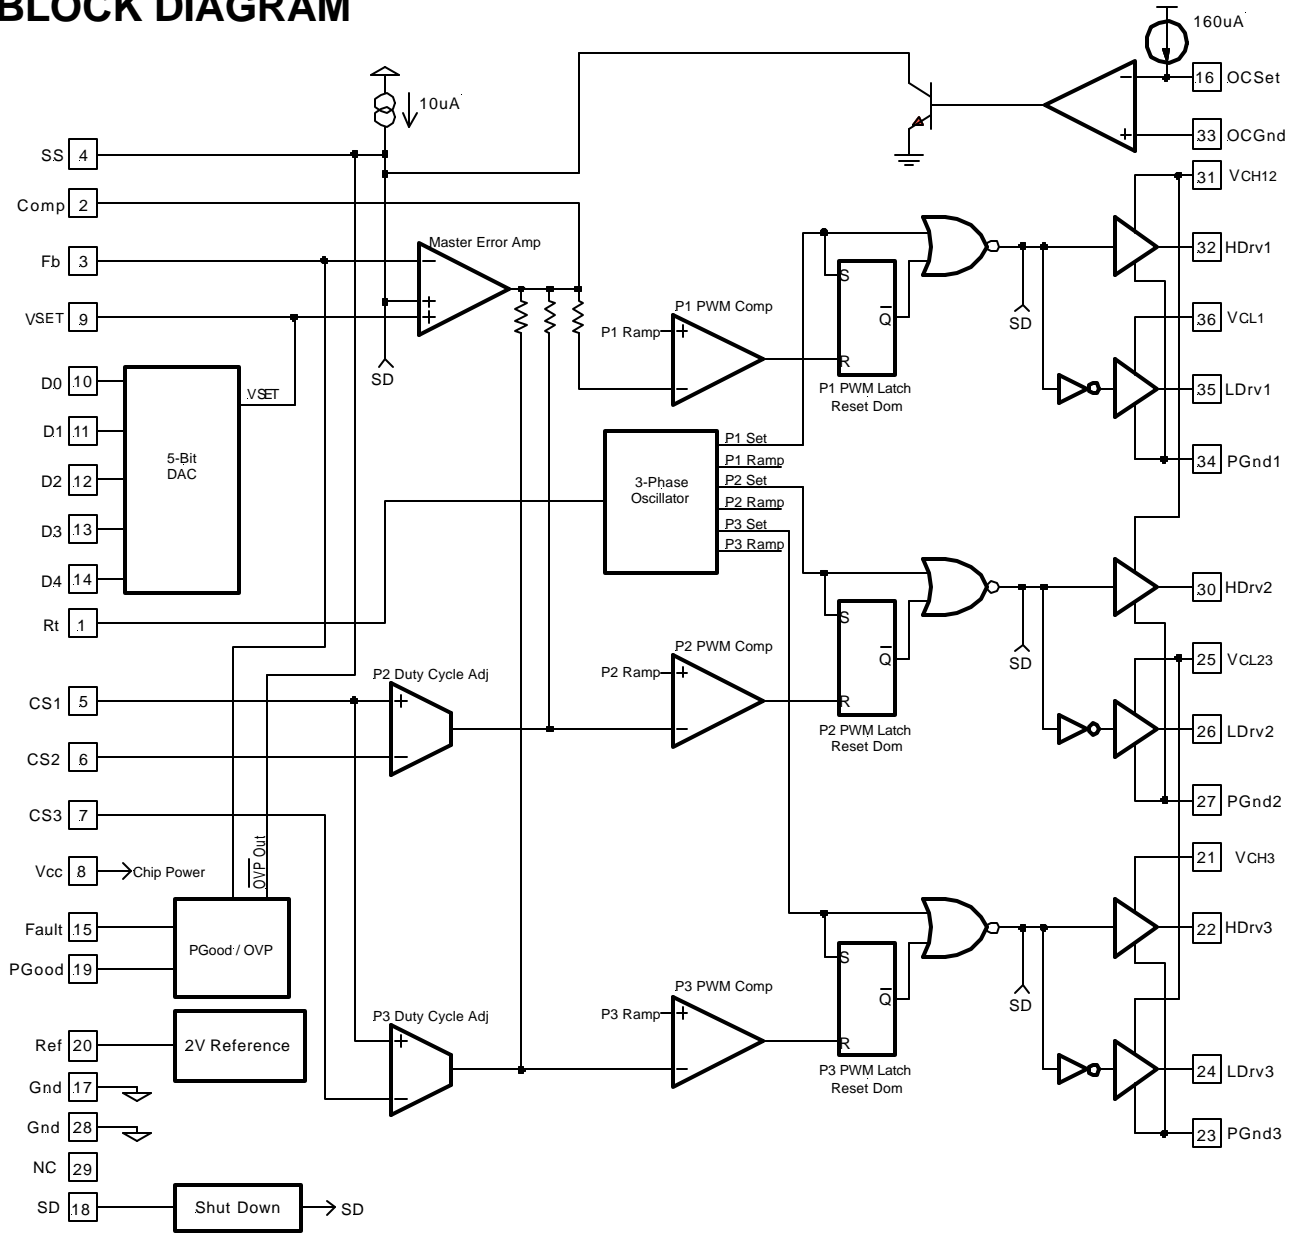 BLOCK DIAGRAM
160uA
16 OCSet
33 OCGnd
10uA
SS 4
Comp 2
Fb 3
VSET 9
Master Error Amp
SD
D0 10
D1 11
D2 12
D3 13
D4 14
Rt 1
5-Bit
DAC
VSET
P1 PWM Comp
P1 Ramp
+
−
S
Q
R
P1 PWM Latch
Reset Dom
SD
31 VCH12
32 HDrv1
36 VCL1
35 LDrv1
34 PGnd1
3-Phase
Oscillator
P1 Set
P1 Ramp
P2 Set
P2 Ramp
P3 Set
P3 Ramp
CS1 5
CS2 6
CS3 7
P2 Duty Cycle Adj
P2 PWM Comp
P2 Ramp
+
−
S
Q
R
P2 PWM Latch
Reset Dom
SD
30 HDrv2
25 VCL23
26 LDrv2
27 PGnd2
Vcc 8 Chip Power
OVP Out
Fault 15
PGood 19
PGood / OVP
Ref 20
2V Reference
Gnd 17
Gnd 28
NC 29
SD 18
Shut Down
SD
P3 Duty Cycle Adj
P3 PWM Comp
P3 Ramp
+
−
S
Q
R
P3 PWM Latch
Reset Dom
SD
21 VCH3
22 HDrv3
24 LDrv3
23 PGnd3